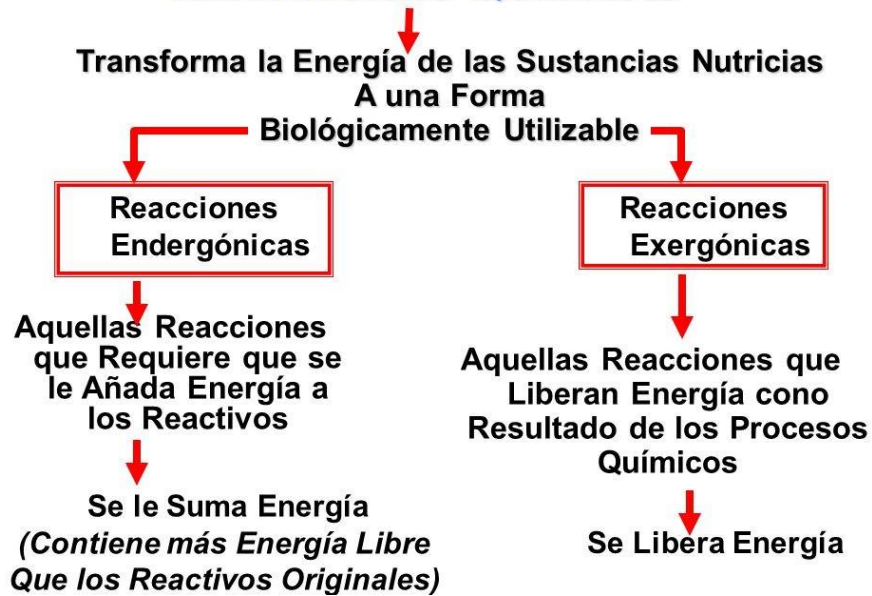 Transforma la Energía de las Sustancias Nutricias
A una Forma
Biológicamente Utilizable
Reacciones
Endergónicas
Aquellas Reacciones
que Requiere que se
le Añada Energía a
los Reactivos
Se le Suma Energía
(Contiene más Energía Libre
Que los Reactivos Originales)
Reacciones
Exergónicas
Aquellas Reacciones que
Liberan Energía cono
Resultado de los Procesos
Químicos
Se Libera Energía